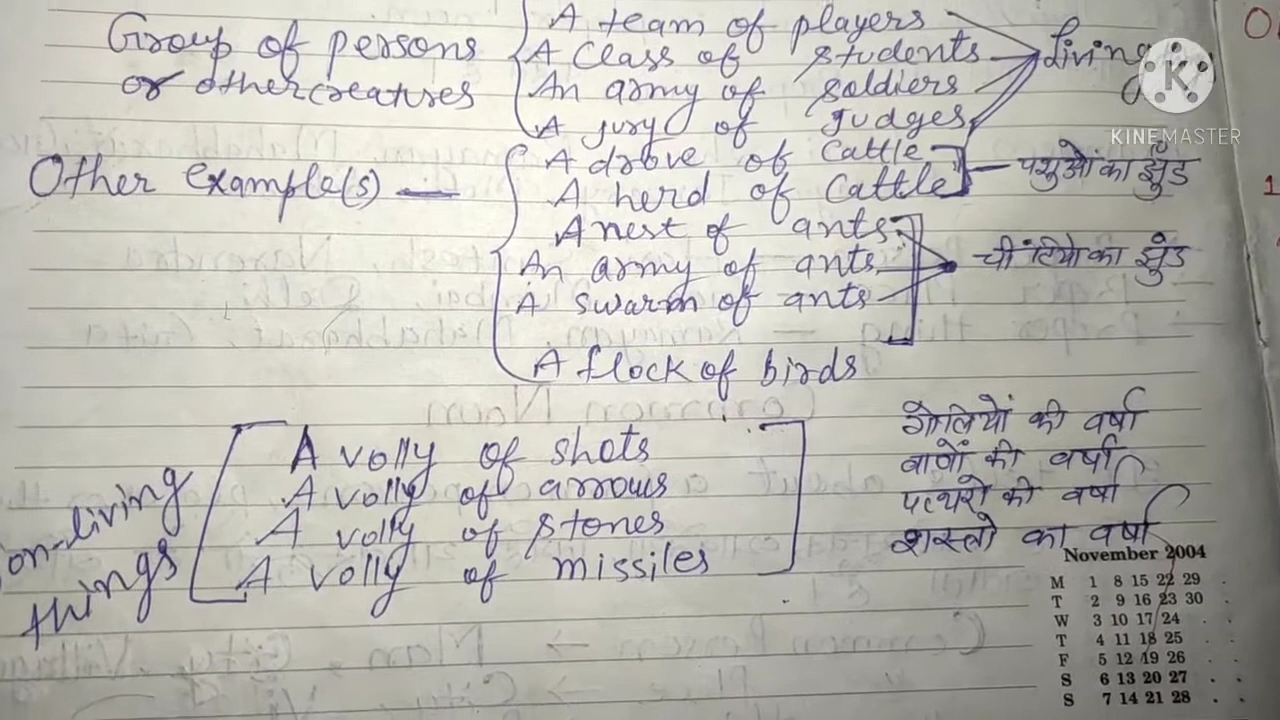 A team of players
Group of persons A Class of students Living
or other creatures An army of soldiers
A jury of Judges
KINEMASTER
A drove of Cattle
Other example(s) — A herd of Cattle पशुओं का झुंड
A nest of ants
An army of ants चींटियो का झुंड
A swarm of ants
A flock of birds
A volly of shots गोलियों की वर्षा
A volly of arrows बाणों की वर्षा
on-living A volly of stones पत्थरो की वर्षा
things A volly of missiles शस्त्रो का वर्षा
November 2004
M 1 8 15 22 29
T 2 9 16 23 30
W 3 10 17 24
T 4 11 18 25
F 5 12 19 26
S 6 13 20 27
S 7 14 21 28